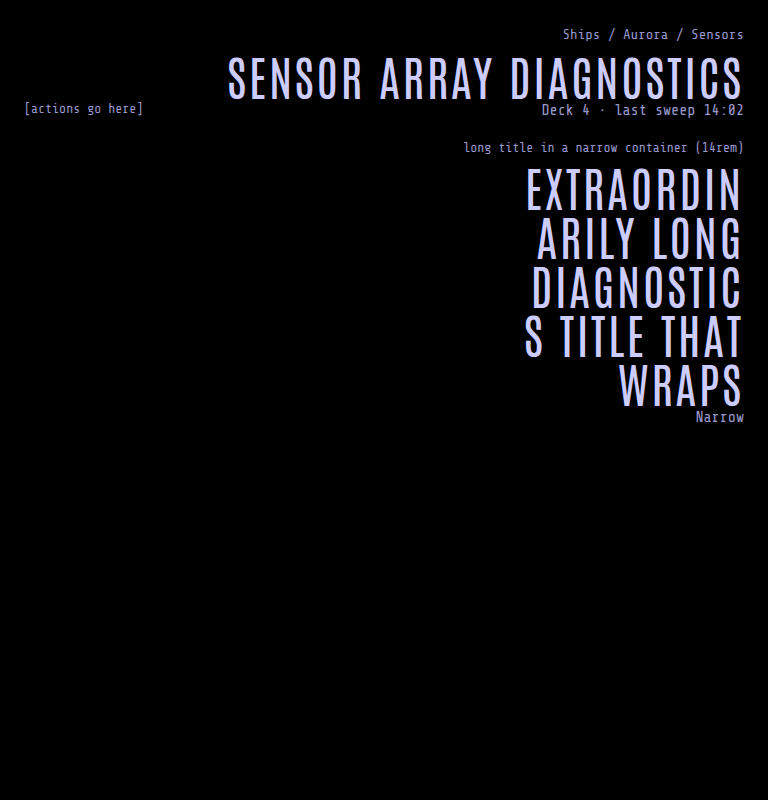 Ships / Aurora / Sensors
SENSOR ARRAY DIAGNOSTICS
[actions go here]
Deck 4 · last sweep 14:02
long title in a narrow container (14rem)
EXTRAORDIN
ARILY LONG
DIAGNOSTIC
S TITLE THAT
WRAPS
Narrow